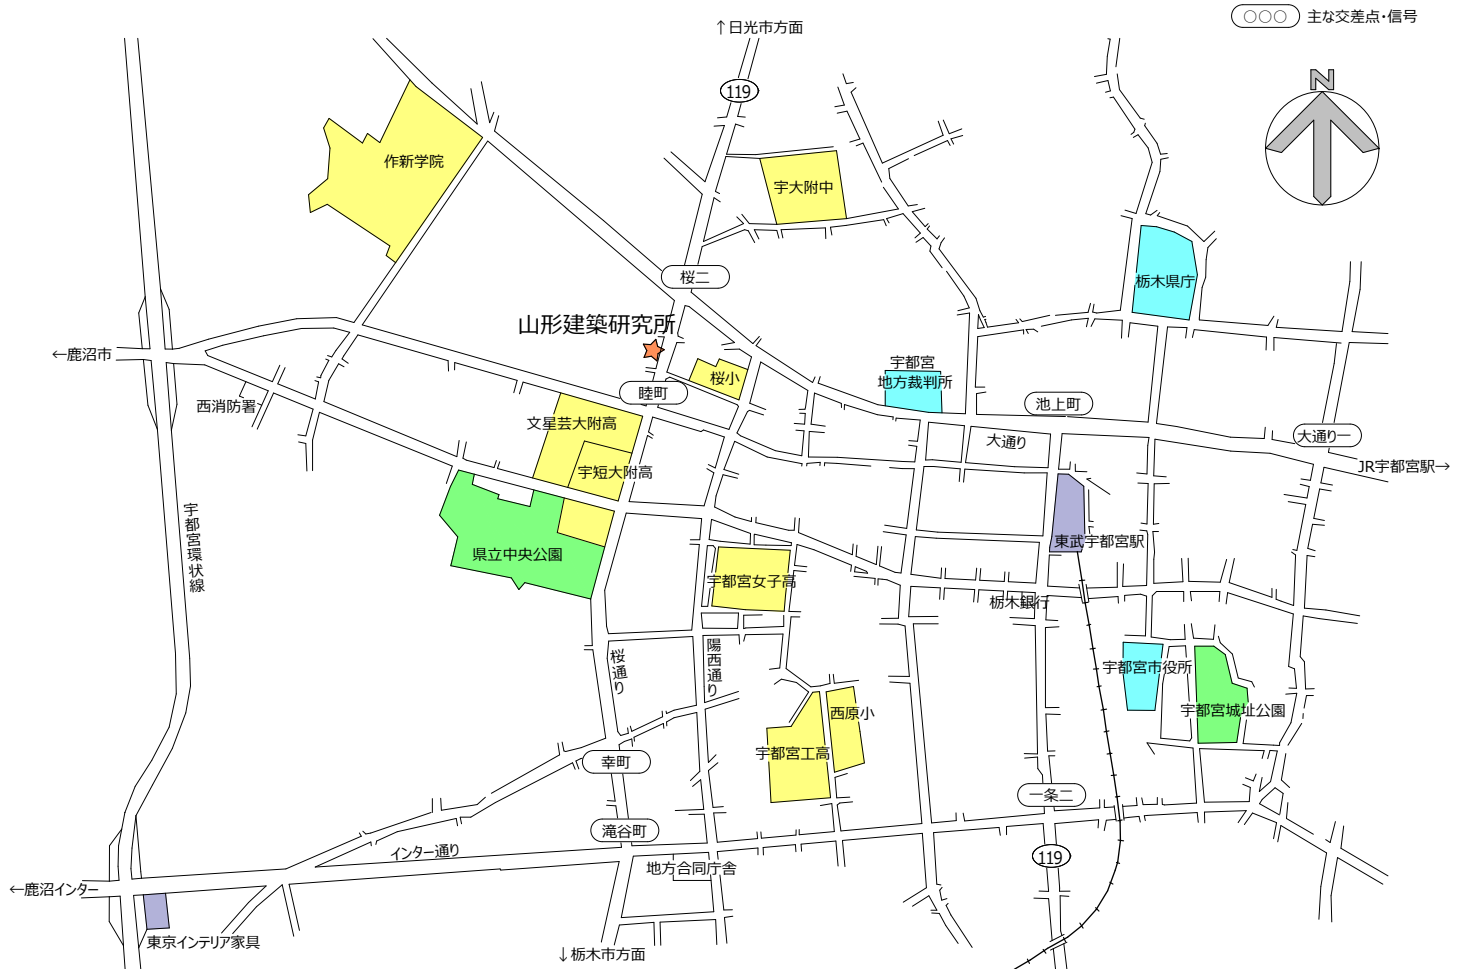 ○○○ 主な交差点・信号
↑日光市方面
N
119
作新学院
宇大附中
桜二
栃木県庁
山形建築研究所
←鹿沼市
宇都宮
地方裁判所
桜小
睦町
池上町
西消防署
文星芸大附高
大通り
大通り一
宇短大附高
JR宇都宮駅→
宇都宮環状線
県立中央公園
東武宇都宮駅
宇都宮女子高
栃木銀行
桜通り
陽西通り
宇都宮市役所
宇都宮城址公園
西原小
宇都宮工高
幸町
一条二
滝谷町
インター通り
119
地方合同庁舎
←鹿沼インター
東京インテリア家具
↓栃木市方面